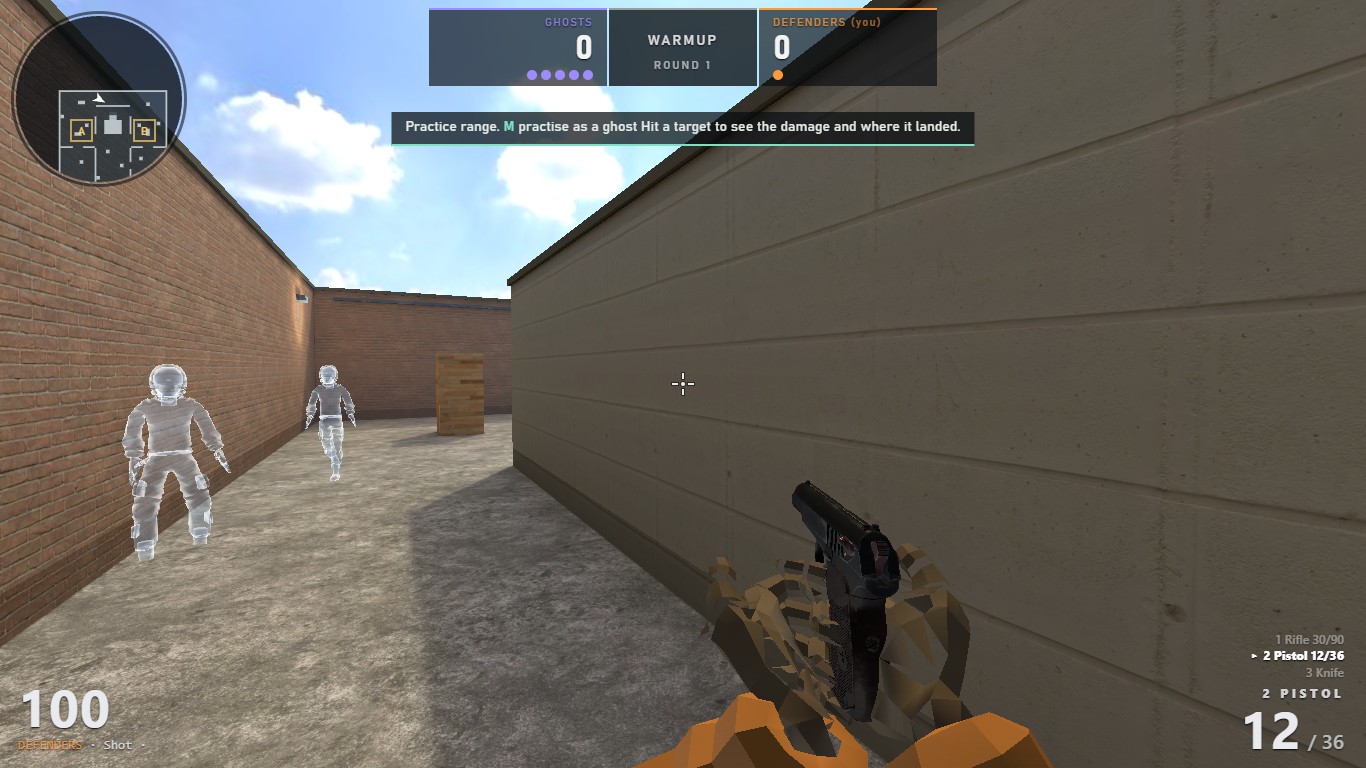 GHOSTS
0
WARMUP
ROUND 1
DEFENDERS (you)
0
Practice range. M practise as a ghost Hit a target to see the damage and where it landed.
A
B
1 Rifle 30/90
▸ 2 Pistol 12/36
3 Knife
2 PISTOL
12 / 36
100
DEFENDERS · Shot ·